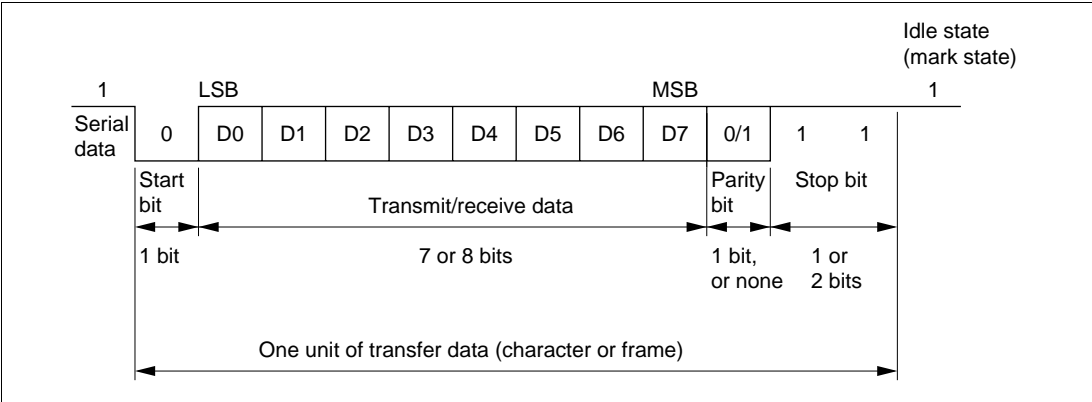 Idle state
(mark state)
1 LSB MSB 1
Serial
data
0 D0 D1 D2 D3 D4 D5 D6 D7 0/1 1 1
Start
bit
Transmit/receive data
Parity
bit
Stop bit
1 bit
7 or 8 bits
1 bit,
or none
1 or
2 bits
One unit of transfer data (character or frame)